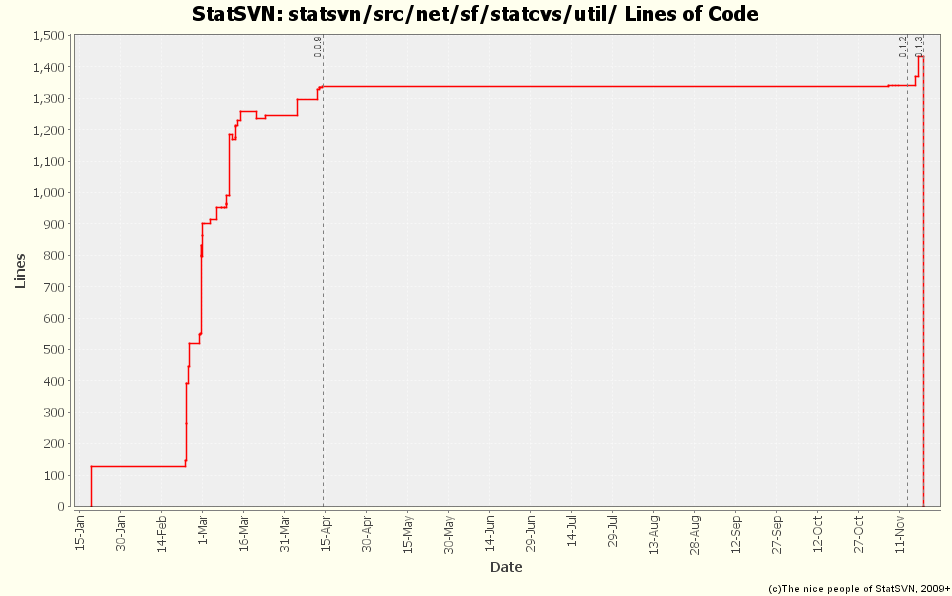 StatSVN: statsvn/src/net/sf/statcvs/util/ Lines of Code
Lines
1,500
1,400
1,300
1,200
1,100
1,000
900
800
700
600
500
400
300
200
100
0
0.0.9
0.1.2
0.1.3
15-Jan
30-Jan
14-Feb
1-Mar
16-Mar
31-Mar
15-Apr
30-Apr
15-May
30-May
14-Jun
29-Jun
14-Jul
29-Jul
13-Aug
28-Aug
12-Sep
27-Sep
12-Oct
27-Oct
11-Nov
Date
(c)The nice people of StatSVN, 2009+